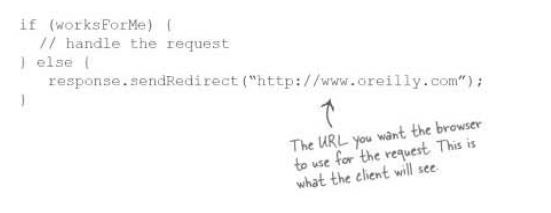 if (worksForMe) {
// handle the request
} else {
response.sendRedirect("http://www.oreilly.com");
}
The URL you want the browser
to use for the request. This is
what the client will see.